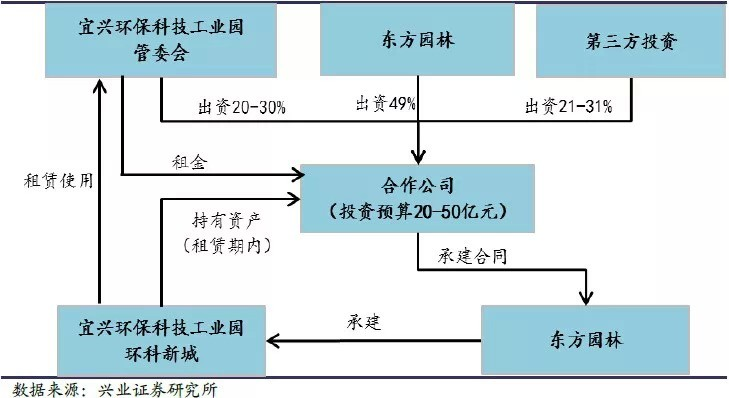 宜兴环保科技工业园
管委会
东方园林
第三方投资
出资20-30%
出资49%
出资21-31%
租赁使用
租金
合作公司
（投资预算20-50亿元）
持有资产
（租赁期内）
承建合同
宜兴环保科技工业园
环科新城
承建
东方园林
数据来源：兴业证券研究所